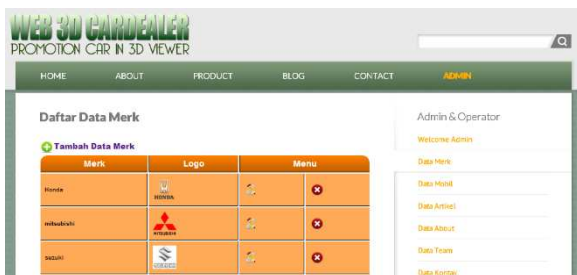 WEB 3D CARDEALER
PROMOTION CAR IN 3D VIEWER
HOME ABOUT PRODUCT BLOG CONTACT ADMIN
Daftar Data Merk
Tambah Data Merk
Merk Logo Menu
Honda HONDA
mitsubishi MITSUBISHI
suzuki
Admin & Operator
Welcome Admin
Data Merk
Data Mobil
Data Artikel
Data About
Data Team
Data Kontak